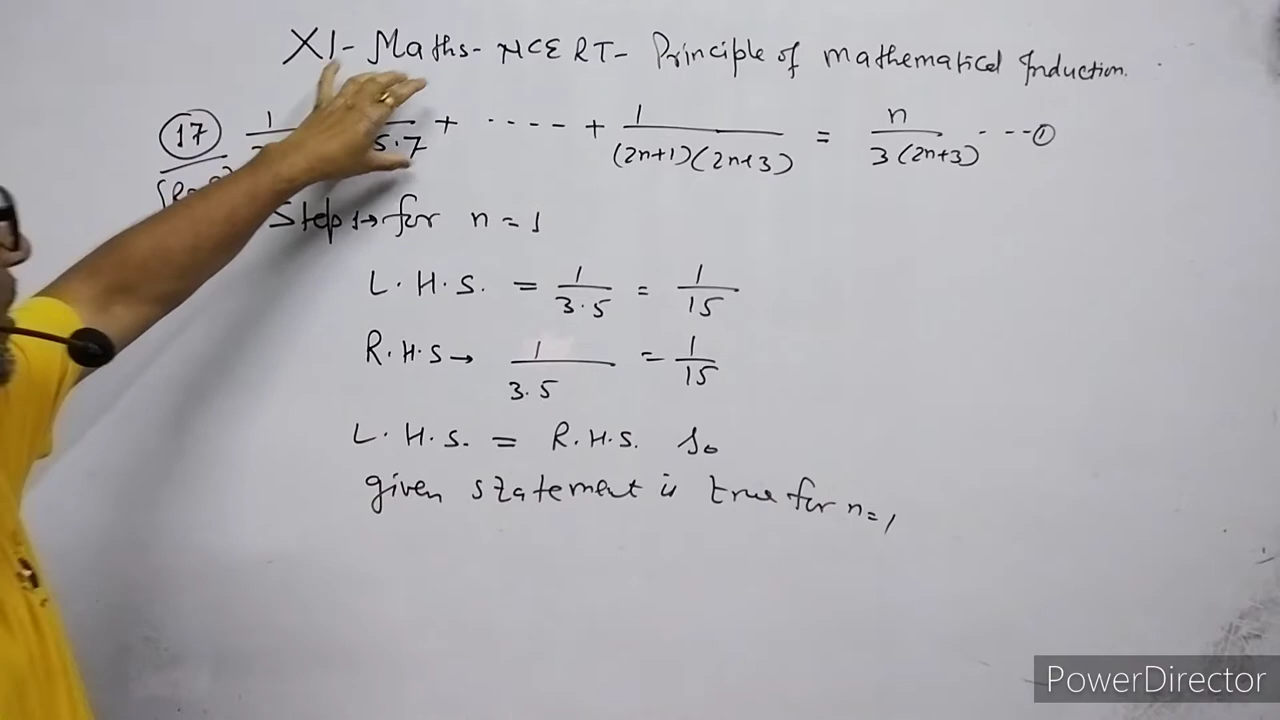 XI- Maths- NCERT- Principle of mathematical Induction.
17 1 5.7 + ---- + 1/(2n+1)(2n+3) = n/3(2n+3) ---①
Step 1→ for n = 1
L.H.S. = 1/3.5 = 1/15
R.H.S → 1/3.5 = 1/15
L.H.S. = R.H.S. So
given statement is true for n=1
PowerDirector